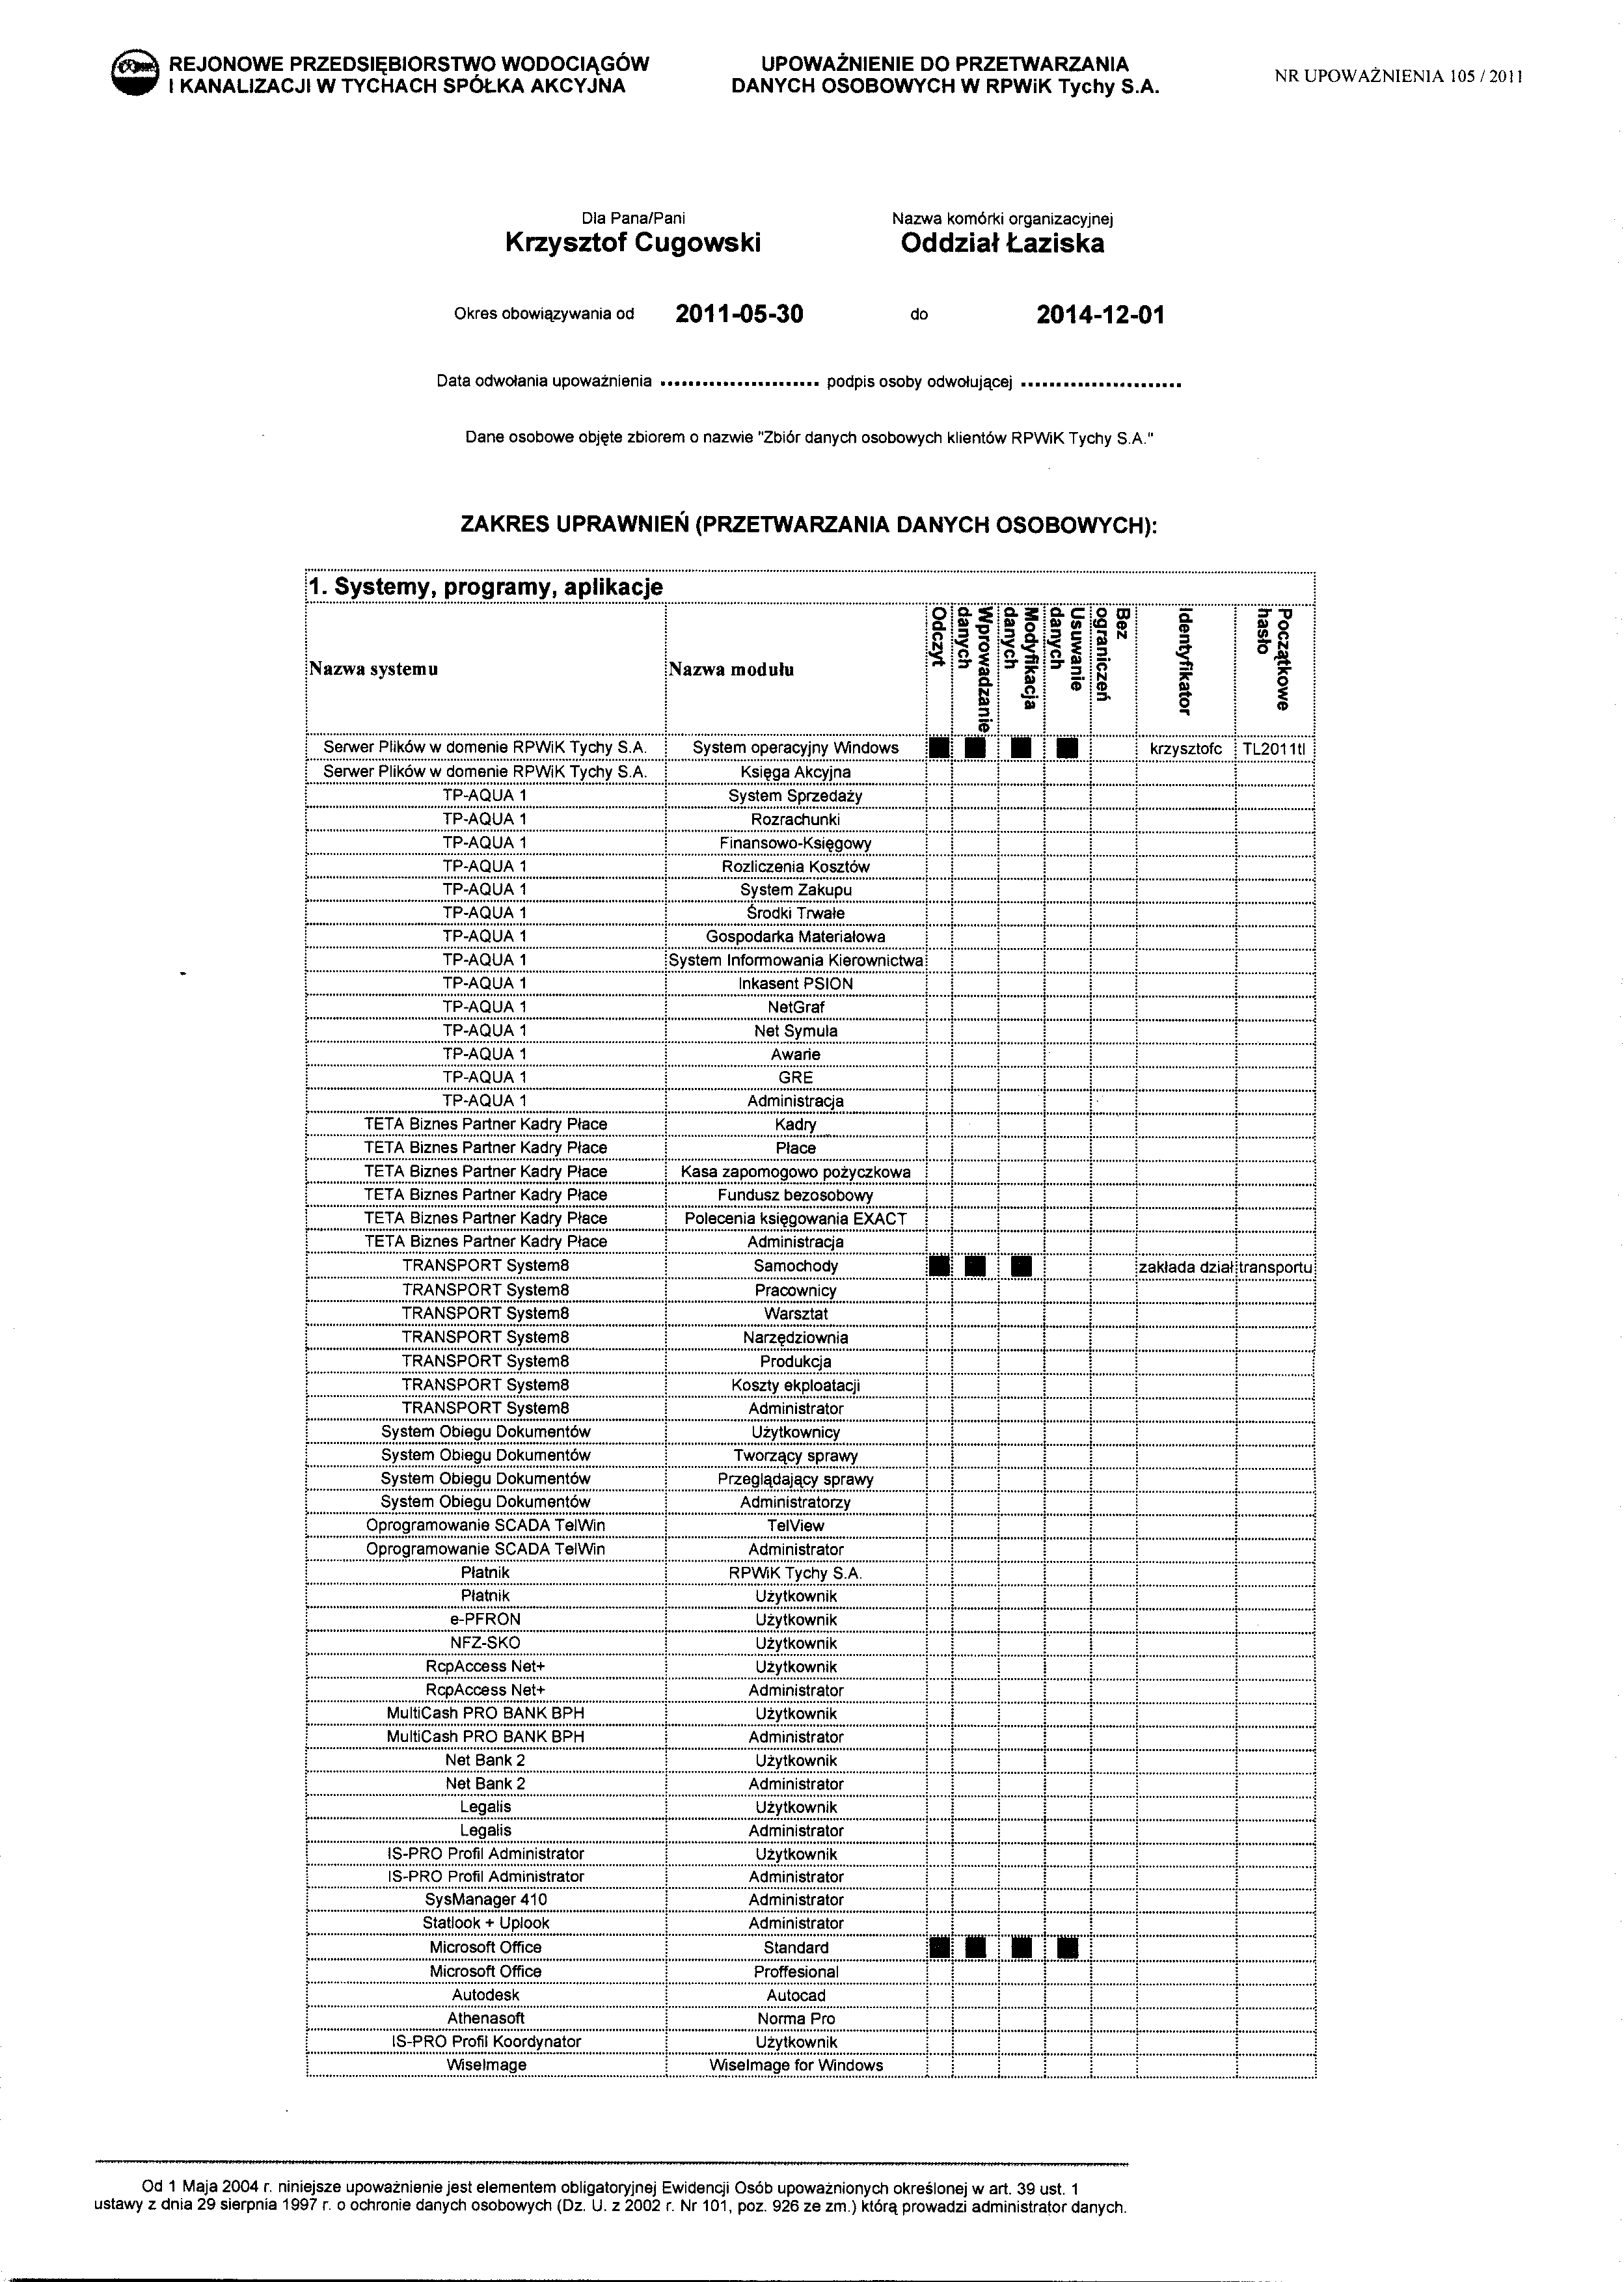 REJONOWE PRZEDSIĘBIORSTWO WODOCIĄGÓW
I KANALIZACJI W TYCHACH SPÓŁKA AKCYJNA
UPOWAŻNIENIE DO PRZETWARZANIA
DANYCH OSOBOWYCH W RPWiK Tychy S.A.
NR UPOWAŻNIENIA 105 / 2011
Dla Pana/Pani
Krzysztof Cugowski
Nazwa komórki organizacyjnej
Oddział Łaziska
Okres obowiązywania od 2011-05-30 do 2014-12-01
Data odwołania upoważnienia ....................... podpis osoby odwołującej .......................
Dane osobowe objęte zbiorem o nazwie "Zbiór danych osobowych klientów RPWiK Tychy S.A."
ZAKRES UPRAWNIEŃ (PRZETWARZANIA DANYCH OSOBOWYCH):
1. Systemy, programy, aplikacje
Nazwa systemu Nazwa modułu Odczyt Wprowadzanie danych Modyfikacja danych Usuwanie danych Bez ograniczeń Identyfikator Początkowe hasło
Serwer Plików w domenie RPWiK Tychy S.A. System operacyjny Windows ■ ■ ■ ■ krzysztofc TL2011tl
Serwer Plików w domenie RPWiK Tychy S.A. Księga Akcyjna
TP-AQUA 1 System Sprzedaży
TP-AQUA 1 Rozrachunki
TP-AQUA 1 Finansowo-Księgowy
TP-AQUA 1 Rozliczenia Kosztów
TP-AQUA 1 System Zakupu
TP-AQUA 1 Środki Trwałe
TP-AQUA 1 Gospodarka Materiałowa
TP-AQUA 1 System Informowania Kierownictwa
TP-AQUA 1 Inkasent PSION
TP-AQUA 1 NetGraf
TP-AQUA 1 Net Symula
TP-AQUA 1 Awarie
TP-AQUA 1 GRE
TP-AQUA 1 Administracja
TETA Biznes Partner Kadry Płace Kadry
TETA Biznes Partner Kadry Płace Płace
TETA Biznes Partner Kadry Płace Kasa zapomogowo pożyczkowa
TETA Biznes Partner Kadry Płace Fundusz bezosobowy
TETA Biznes Partner Kadry Płace Polecenia księgowania EXACT
TETA Biznes Partner Kadry Płace Administracja
TRANSPORT System8 Samochody ■ ■ ■ zakłada dział transportu
TRANSPORT System8 Pracownicy
TRANSPORT System8 Warsztat
TRANSPORT System8 Narzędziownia
TRANSPORT System8 Produkcja
TRANSPORT System8 Koszty ekploatacji
TRANSPORT System8 Administrator
System Obiegu Dokumentów Użytkownicy
System Obiegu Dokumentów Tworzący sprawy
System Obiegu Dokumentów Przeglądający sprawy
System Obiegu Dokumentów Administratorzy
Oprogramowanie SCADA TelWin TelView
Oprogramowanie SCADA TelWin Administrator
Płatnik RPWiK Tychy S.A.
Płatnik Użytkownik
e-PFRON Użytkownik
NFZ-SKO Użytkownik
RcpAccess Net+ Użytkownik
RcpAccess Net+ Administrator
MultiCash PRO BANK BPH Użytkownik
MultiCash PRO BANK BPH Administrator
Net Bank 2 Użytkownik
Net Bank 2 Administrator
Legalis Użytkownik
Legalis Administrator
IS-PRO Profil Administrator Użytkownik
IS-PRO Profil Administrator Administrator
SysManager 410 Administrator
Statlook + Uplook Administrator
Microsoft Office Standard ■ ■ ■ ■
Microsoft Office Proffesional
Autodesk Autocad
Athenasoft Norma Pro
IS-PRO Profil Koordynator Użytkownik
WiseImage WiseImage for Windows
Od 1 Maja 2004 r. niniejsze upoważnienie jest elementem obligatoryjnej Ewidencji Osób upoważnionych określonej w art. 39 ust. 1
ustawy z dnia 29 sierpnia 1997 r. o ochronie danych osobowych (Dz. U. z 2002 r. Nr 101, poz. 926 ze zm.) którą prowadzi administrator danych.